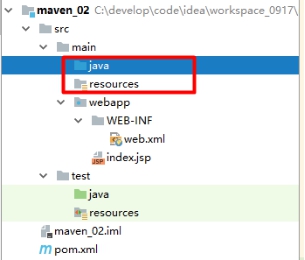 maven_02 C:\develop\code\idea\workspace_0917\
src
main
java
resources
webapp
WEB-INF
web.xml
JSP index.jsp
test
java
resources
maven_02.iml
m pom.xml